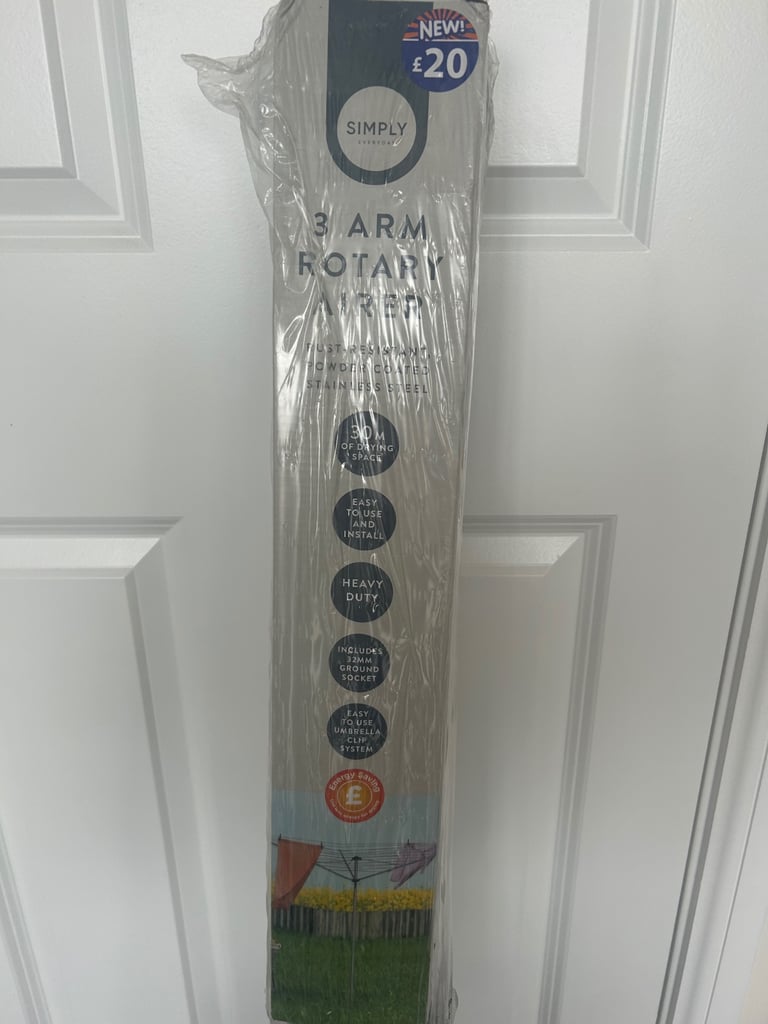 NEW!
£20
SIMPLY
EVERYDAY
3 ARM
ROTARY
AIRER
RUST-RESISTANT,
POWDER COATED
STAINLESS STEEL
30M
OF DRYING
SPACE
EASY
TO USE
AND
INSTALL
HEAVY
DUTY
INCLUDES
32MM
GROUND
SOCKET
EASY
TO USE
UMBRELLA
CLIP
SYSTEM
Energy Saving
£